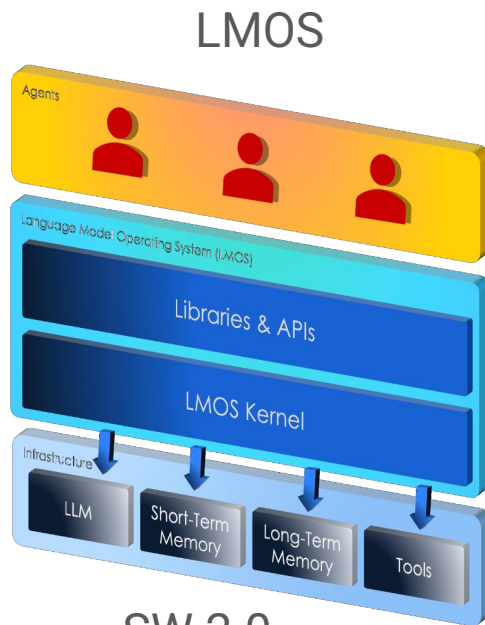 LMOS
Agents
Language Model Operating System (LMOS)
Libraries & APIs
LMOS Kernel
Infrastructure
LLM
Short-Term
Memory
Long-Term
Memory
Tools